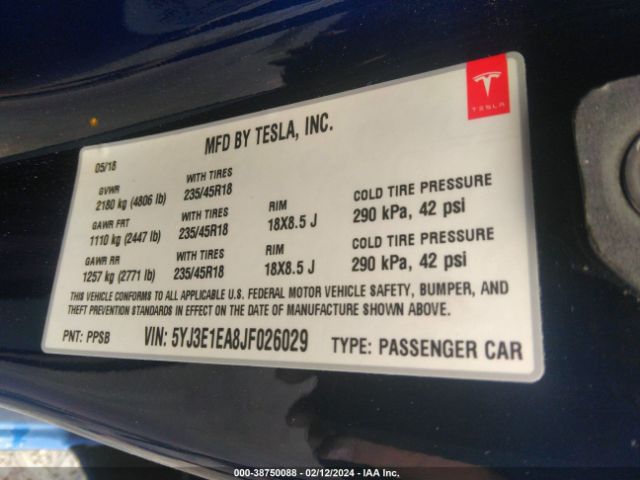 TESLA
MFD BY TESLA, INC.
05/18
GVWR WITH TIRES
2180 kg (4806 lb) 235/45R18
GAWR FRT WITH TIRES RIM COLD TIRE PRESSURE
1110 kg (2447 lb) 235/45R18 18X8.5 J 290 kPa, 42 psi
GAWR RR WITH TIRES RIM COLD TIRE PRESSURE
1257 kg (2771 lb) 235/45R18 18X8.5 J 290 kPa, 42 psi
THIS VEHICLE CONFORMS TO ALL APPLICABLE U.S. FEDERAL MOTOR VEHICLE SAFETY, BUMPER, AND
THEFT PREVENTION STANDARDS IN EFFECT ON THE DATE OF MANUFACTURE SHOWN ABOVE.
PNT: PPSB VIN: 5YJ3E1EA8JF026029 TYPE: PASSENGER CAR
000-38750088 - 02/12/2024 - IAA Inc.